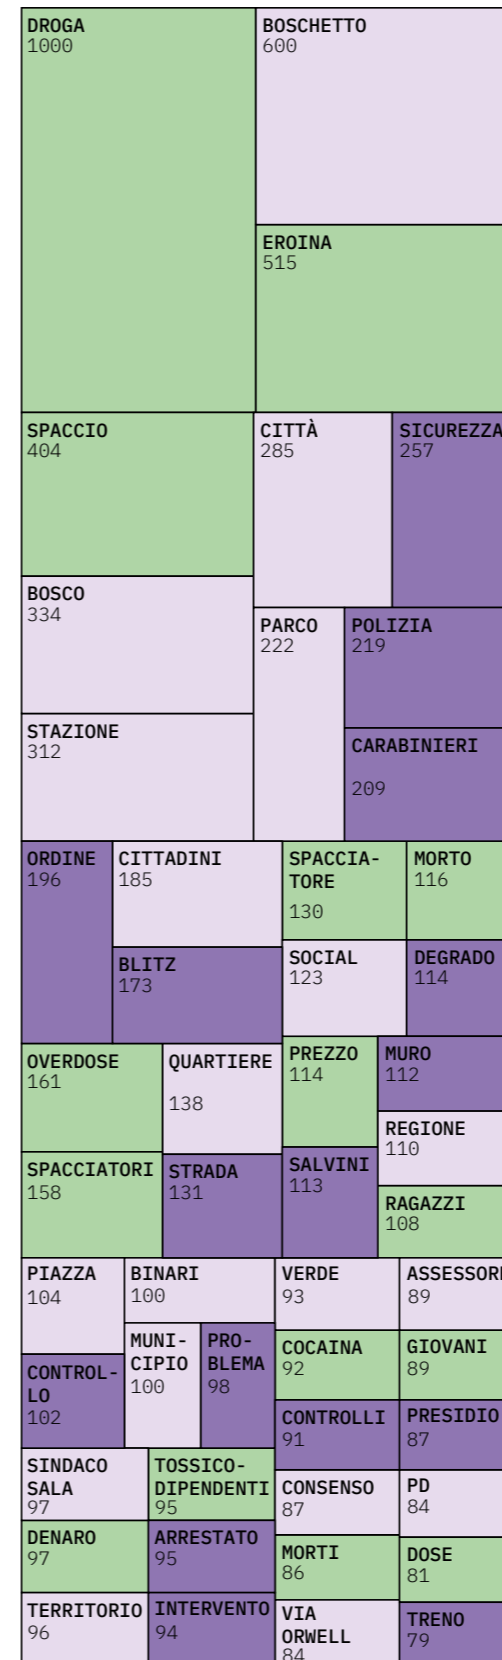 DROGA
1000
BOSCHETTO
600
EROINA
515
SPACCIO
404
CITTÀ
285
SICUREZZA
257
BOSCO
334
PARCO
222
POLIZIA
219
STAZIONE
312
CARABINIERI
209
ORDINE
196
CITTADINI
185
SPACCIA-
TORE
130
MORTO
116
BLITZ
173
SOCIAL
123
DEGRADO
114
OVERDOSE
161
QUARTIERE
138
PREZZO
114
MURO
112
REGIONE
110
SPACCIATORI
158
STRADA
131
SALVINI
113
RAGAZZI
108
PIAZZA
104
BINARI
100
VERDE
93
ASSESSORE
89
MUNI-
CIPIO
100
PRO-
BLEMA
98
COCAINA
92
GIOVANI
89
CONTROL-
LO
102
CONTROLLI
91
PRESIDIO
87
SINDACO
SALA
97
TOSSICO-
DIPENDENTI
95
CONSENSO
87
PD
84
DENARO
97
ARRESTATO
95
MORTI
86
DOSE
81
TERRITORIO
96
INTERVENTO
94
VIA
ORWELL
84
TRENO
79